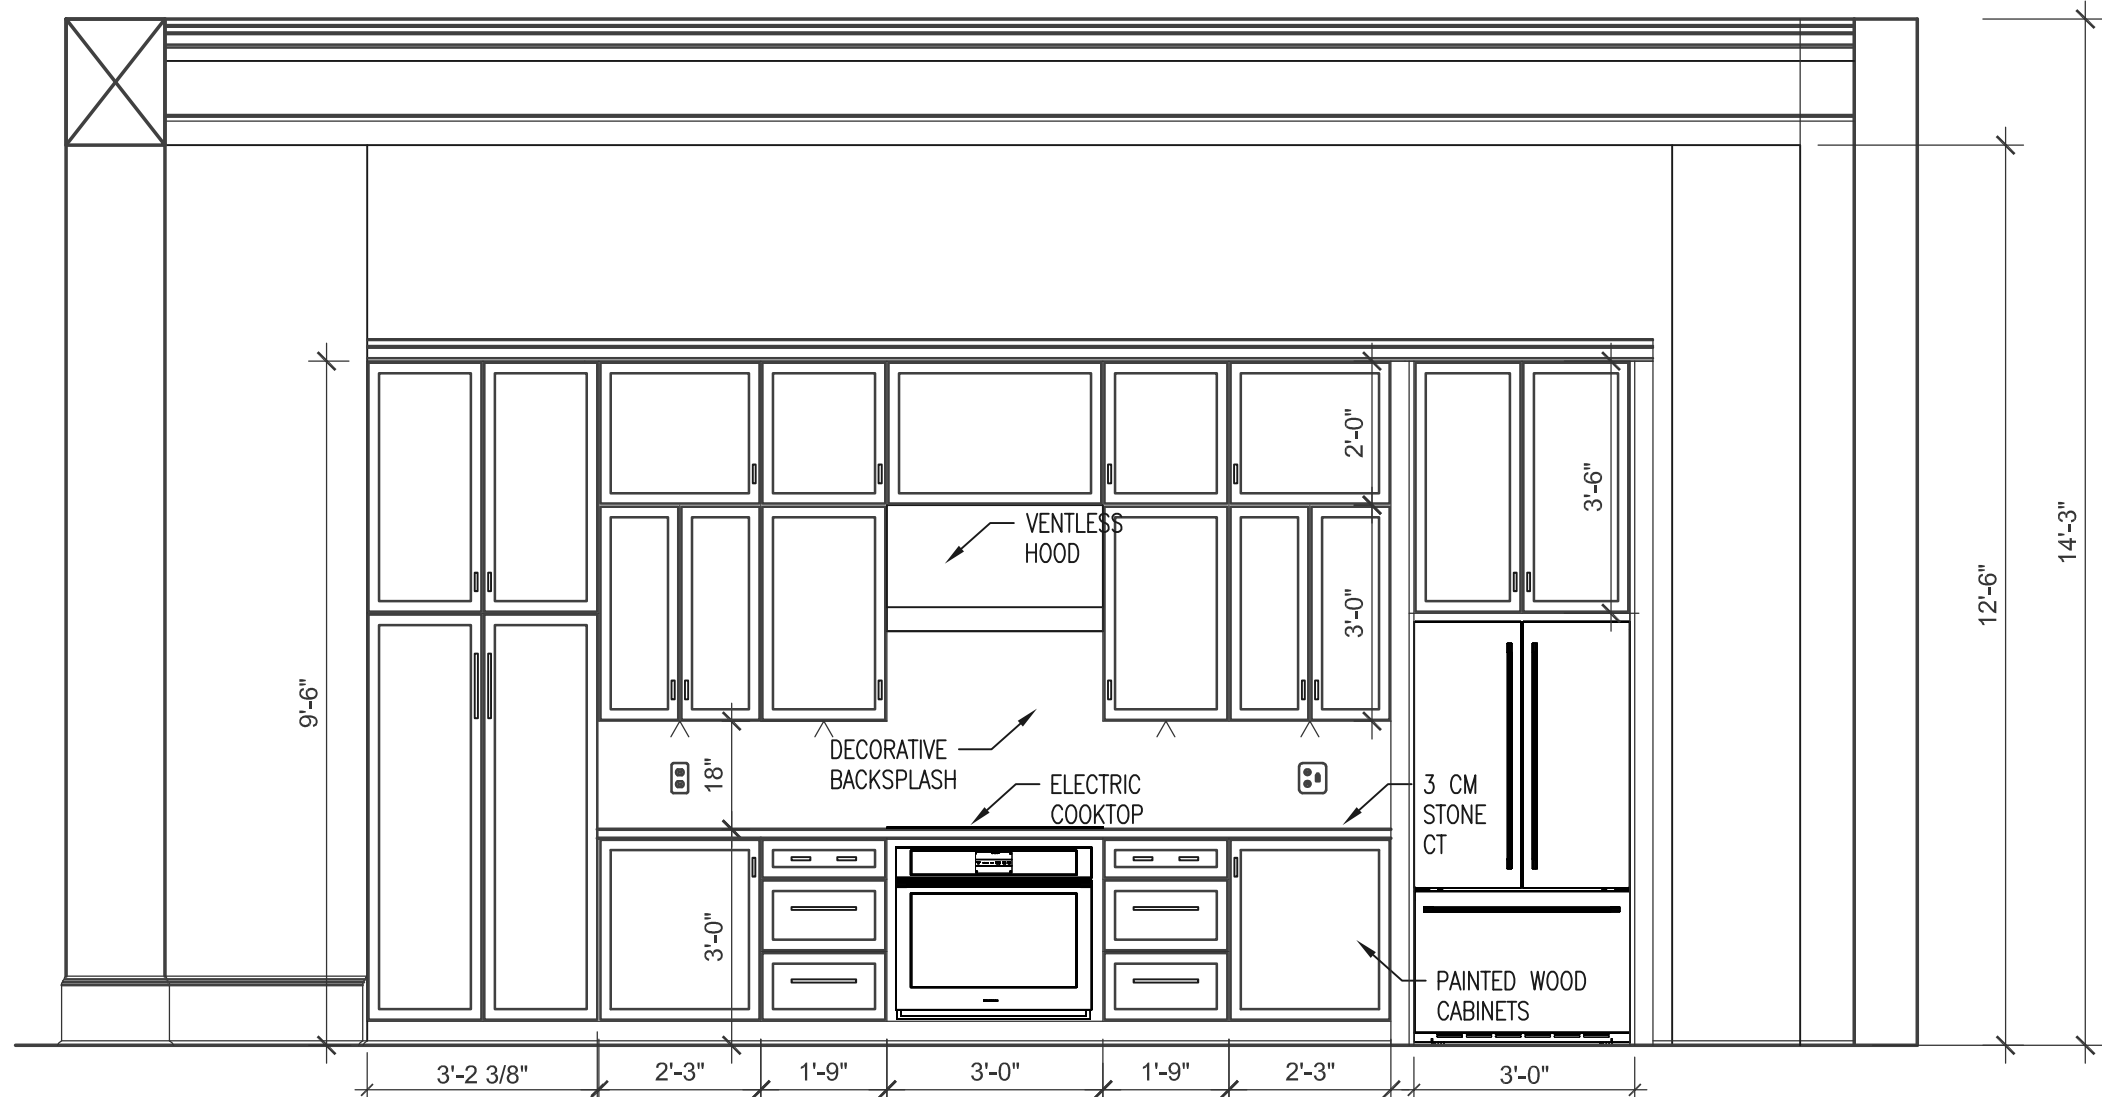 2'-0"
3'-6"
14'-3"
VENTLESS
HOOD
12'-6"
3'-0"
9'-6"
DECORATIVE
BACKSPLASH
18"
ELECTRIC
COOKTOP
3 CM
STONE
CT
3'-0"
PAINTED WOOD
CABINETS
3'-2 3/8"
2'-3"
1'-9"
3'-0"
1'-9"
2'-3"
3'-0"